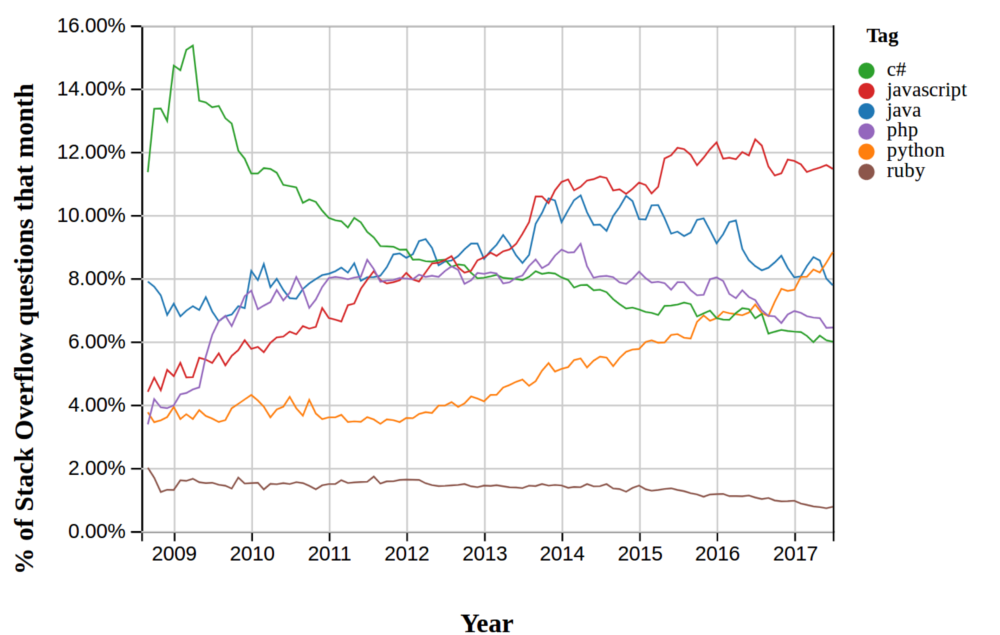 % of Stack Overflow questions that month
16.00%
14.00%
12.00%
10.00%
8.00%
6.00%
4.00%
2.00%
0.00%
2009 2010 2011 2012 2013 2014 2015 2016 2017
Year
Tag
c#
javascript
java
php
python
ruby